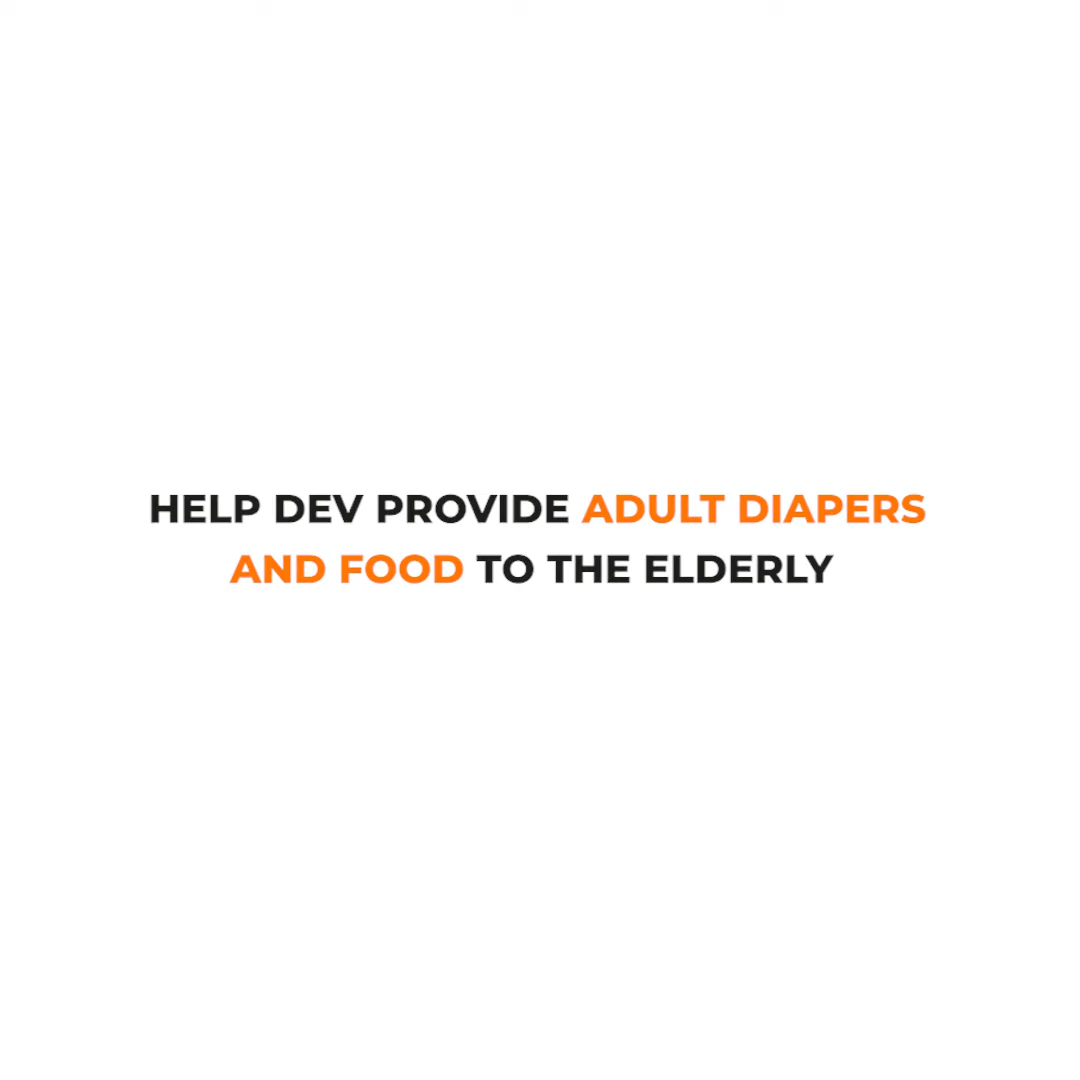 HELP DEV PROVIDE ADULT DIAPERS
AND FOOD TO THE ELDERLY